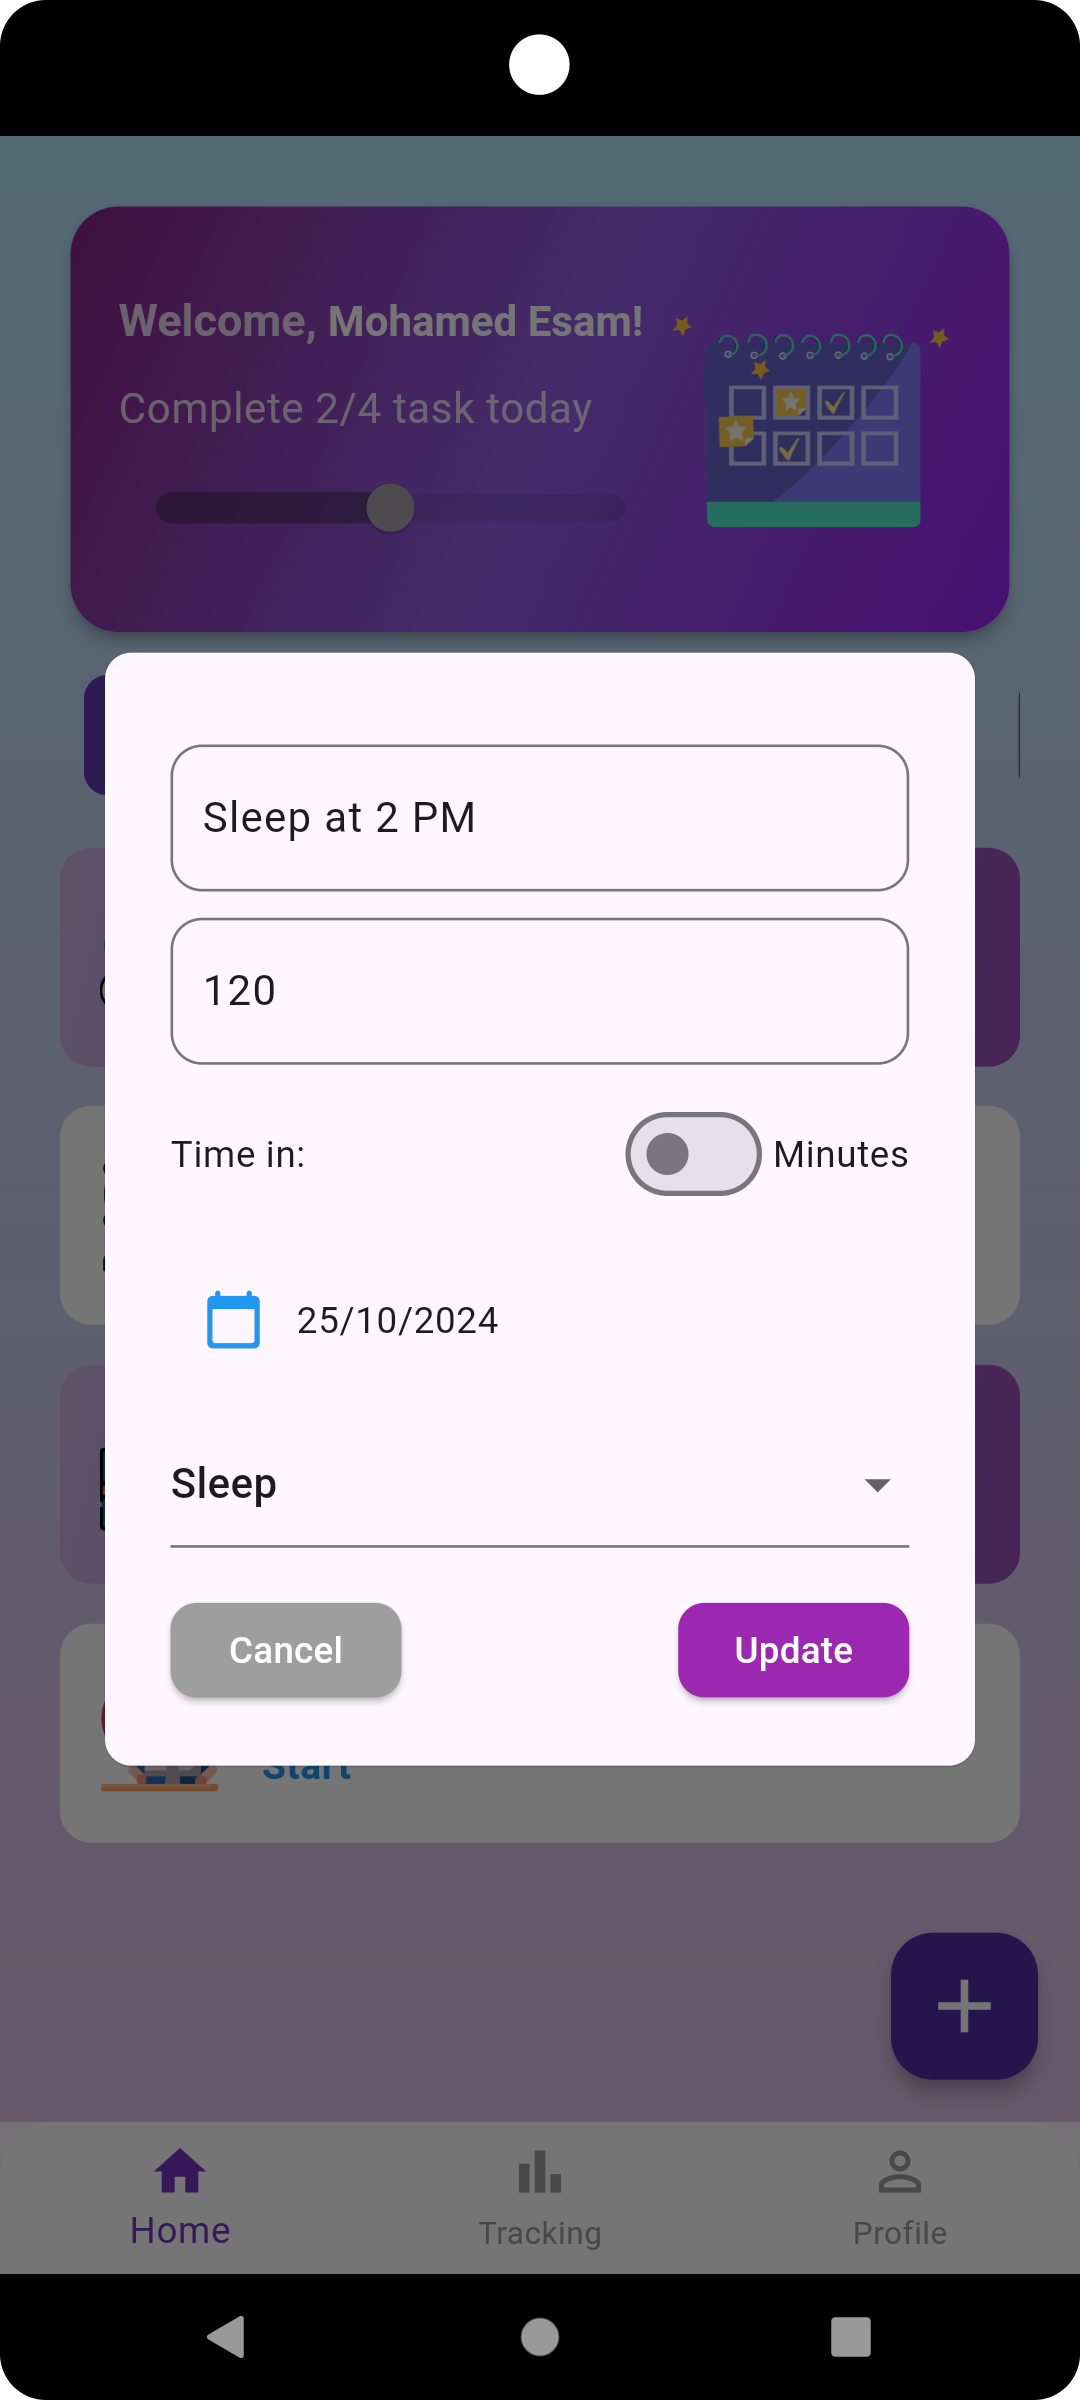 Welcome, Mohamed Esam!
Complete 2/4 task today
Sleep at 2 PM
120
Time in:
Minutes
25/10/2024
Sleep
Cancel
Update
Start
Home
Tracking
Profile